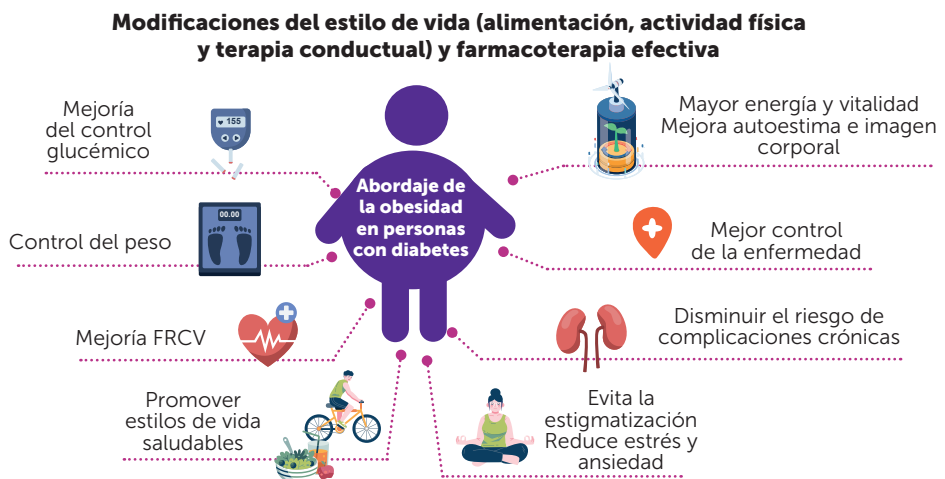 Modificaciones del estilo de vida (alimentación, actividad física
y terapia conductual) y farmacoterapia efectiva
Mejoría
del control
glucémico
155
Mayor energía y vitalidad
Mejora autoestima e imagen
corporal
Abordaje de
la obesidad
en personas
con diabetes
Control del peso
00.00
Mejor control
de la enfermedad
Mejoría FRCV
Disminuir el riesgo de
complicaciones crónicas
Promover
estilos de vida
saludables
Evita la
estigmatización
Reduce estrés y
ansiedad